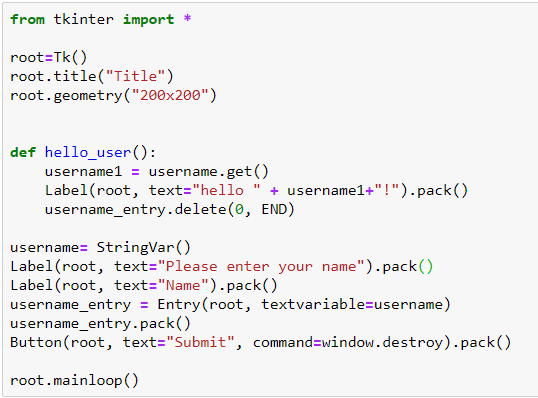 from tkinter import *

root=Tk()
root.title("Title")
root.geometry("200x200")


def hello_user():
    username1 = username.get()
    Label(root, text="hello " + username1+"!").pack()
    username_entry.delete(0, END)

username= StringVar()
Label(root, text="Please enter your name").pack()
Label(root, text="Name").pack()
username_entry = Entry(root, textvariable=username)
username_entry.pack()
Button(root, text="Submit", command=window.destroy).pack()

root.mainloop()